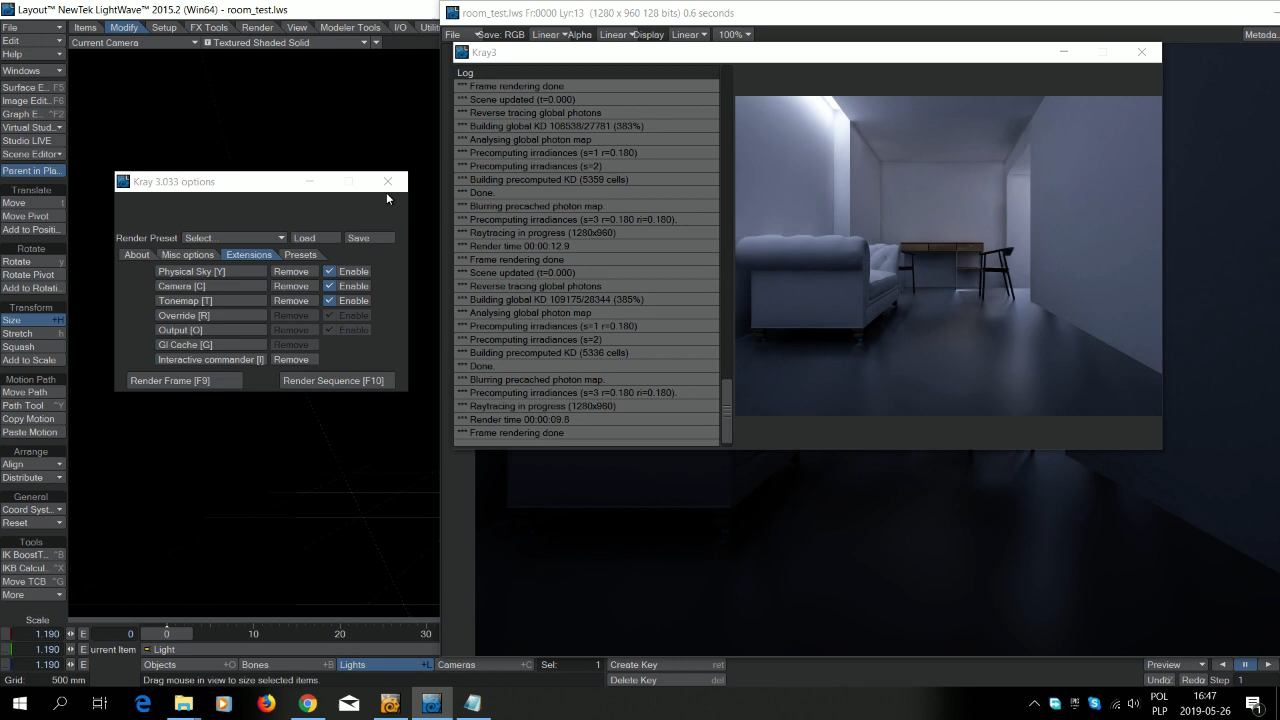 Layout™ NewTek LightWave™ 2015.2 (Win64) - room_test.lws
File
Edit
Help
Windows
Surface E... F5
Image Edit... F6
Graph E... ^F2
Virtual Stud...
Studio LIVE
Scene Editor
Parent in Pla...
Translate
Move t
Move Pivot
Add to Positi...
Rotate
Rotate y
Rotate Pivot
Add to Rotati...
Transform
Size +H
Stretch h
Squash
Add to Scale
Motion Path
Move Path
Path Tool ^Y
Copy Motion
Paste Motion
Arrange
Align
Distribute
General
Coord Sys...
Reset
Tools
IK BoostT... ^B
IKB Calcul... ^K
Move TCB ^G
More
Scale
1.190 E
1.190 E
1.190 E
Grid: 500 mm
Items Modify Setup FX Tools Render View Modeler Tools I/O Utilit
Current Camera
Textured Shaded Solid
Kray 3.033 options
Render Preset Select... Load Save
About Misc options Extensions Presets
Physical Sky [Y] Remove Enable
Camera [C] Remove Enable
Tonemap [T] Remove Enable
Override [R] Remove Enable
Output [O] Remove Enable
GI Cache [G] Remove
Interactive commander [I] Remove
Render Frame [F9] Render Sequence [F10]
room_test.lws Fr:0000 Lyr:13 (1280 x 960 128 bits) 0.6 seconds
File Save: RGB Linear Alpha Linear Display Linear 100% Metada...
Kray3
Log
*** Frame rendering done
*** Scene updated (t=0.000)
*** Reverse tracing global photons
*** Building global KD 106538/27781 (383%)
*** Analysing global photon map
*** Precomputing irradiances (s=1 r=0.180)
*** Precomputing irradiances (s=2)
*** Building precomputed KD (5359 cells)
*** Done.
*** Blurring precached photon map.
*** Precomputing irradiances (s=3 r=0.180 ri=0.180).
*** Raytracing in progress (1280x960)
*** Render time 00:00:12.9
*** Frame rendering done
*** Scene updated (t=0.000)
*** Reverse tracing global photons
*** Building global KD 109175/28344 (385%)
*** Analysing global photon map
*** Precomputing irradiances (s=1 r=0.180)
*** Precomputing irradiances (s=2)
*** Building precomputed KD (5336 cells)
*** Done.
*** Blurring precached photon map.
*** Precomputing irradiances (s=3 r=0.180 ri=0.180).
*** Raytracing in progress (1280x960)
*** Render time 00:00:09.8
*** Frame rendering done
0 0 10 20 30
urrent Item Light
Objects +O Bones +B Lights +L Cameras +C Sel: 1 Create Key ret
Drag mouse in view to size selected items.
Delete Key
Preview
Undo Redo Step 1
POL
PLP
16:47
2019-05-26